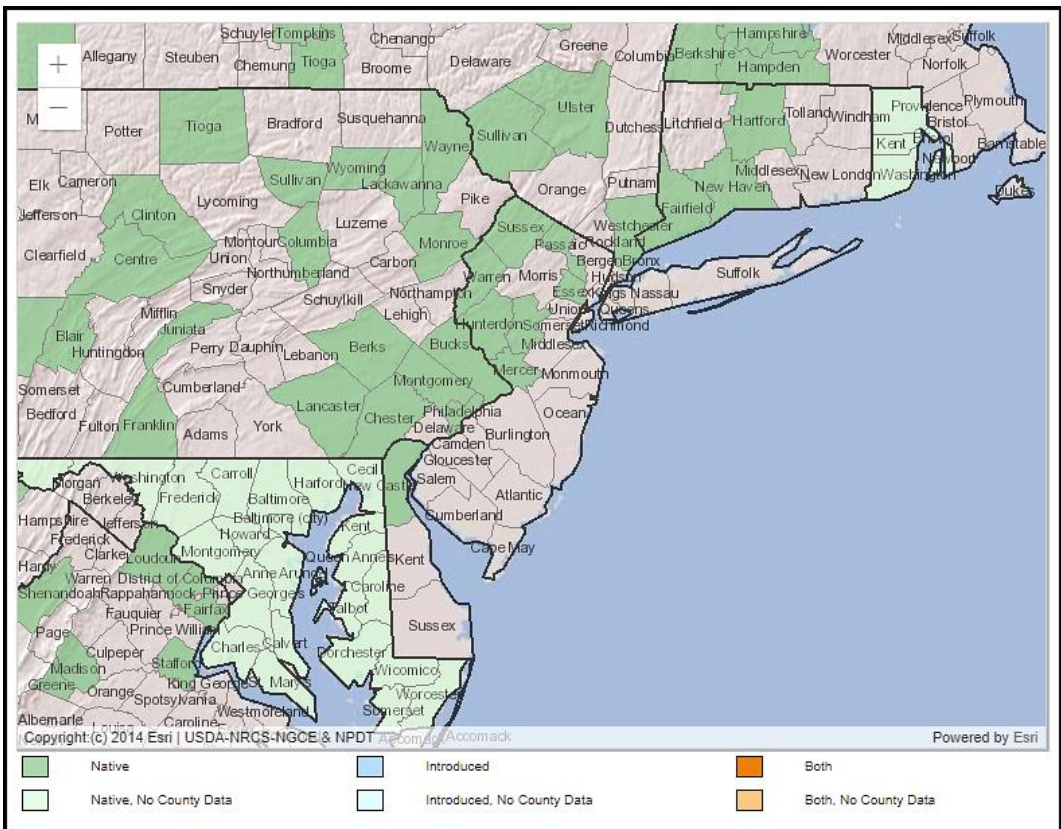 Schuyler Tompkins Chenango Greene Hampshire Middlesex Suffolk
+ Allegany Steuben Chemung Tioga Broome Delaware Columbia Berkshire Hampden Worcester Norfolk
−
Potter Tioga Bradford Susquehanna Wayne Sullivan Ulster Dutchess Litchfield Hartford Tolland Windham Providence Bristol Plymouth
Kent Bristol Barnstable
Elk Cameron Sullivan Wyoming Lackawanna Pike Orange Putnam Middlesex New Haven New London Washington Newport Dukes
Jefferson Clinton Lycoming Luzerne Monroe Sussex Westchester Fairfield
Clearfield Centre Montour Columbia Union Carbon Passaic Rockland
Northumberland Warren Morris Bergen Bronx Hudson Suffolk
Snyder Schuylkill Northampton Essex Kings Nassau
Mifflin Lehigh Union Queens
Blair Juniata Hunterdon Somerset Richmond
Huntingdon Perry Dauphin Lebanon Berks Bucks Middlesex
Somerset Cumberland Montgomery Mercer Monmouth
Bedford Fulton Franklin Adams York Lancaster Chester Philadelphia Delaware Camden Burlington Ocean
Gloucester
Morgan Washington Carroll Harford Cecil New Castle Salem
Berkeley Frederick Baltimore Atlantic
Hampshire Jefferson Baltimore (city) Kent Cumberland
Frederick Clarke Howard
Hardy Loudoun Montgomery Queen Anne's Kent Cape May
Warren District of Columbia Anne Arundel
Shenandoah Rappahannock Prince George's Caroline
Fauquier Fairfax Talbot
Page Prince William Sussex
Culpeper Charles Calvert Dorchester
Madison Stafford Wicomico
Greene Orange King George St. Mary's Worcester
Spotsylvania Westmoreland Somerset
Albemarle Louisa Caroline
Copyright:(c) 2014 Esri | USDA-NRCS-NGCE & NPDT Accomack Accomack Powered by Esri
Native Introduced Both
Native, No County Data Introduced, No County Data Both, No County Data